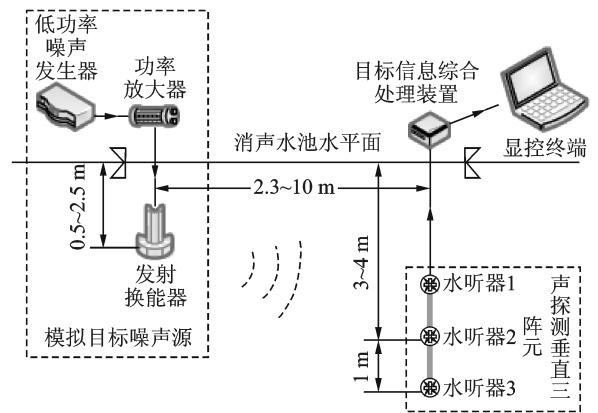 低功率
噪声
发生器
功率
放大器
目标信息综合
处理装置
显控终端
消声水池水平面
2.3~10 m
0.5~2.5 m
3~4 m
1 m
发射
换能器
模拟目标噪声源
水听器1
水听器2
水听器3
声探测垂直三
阵元